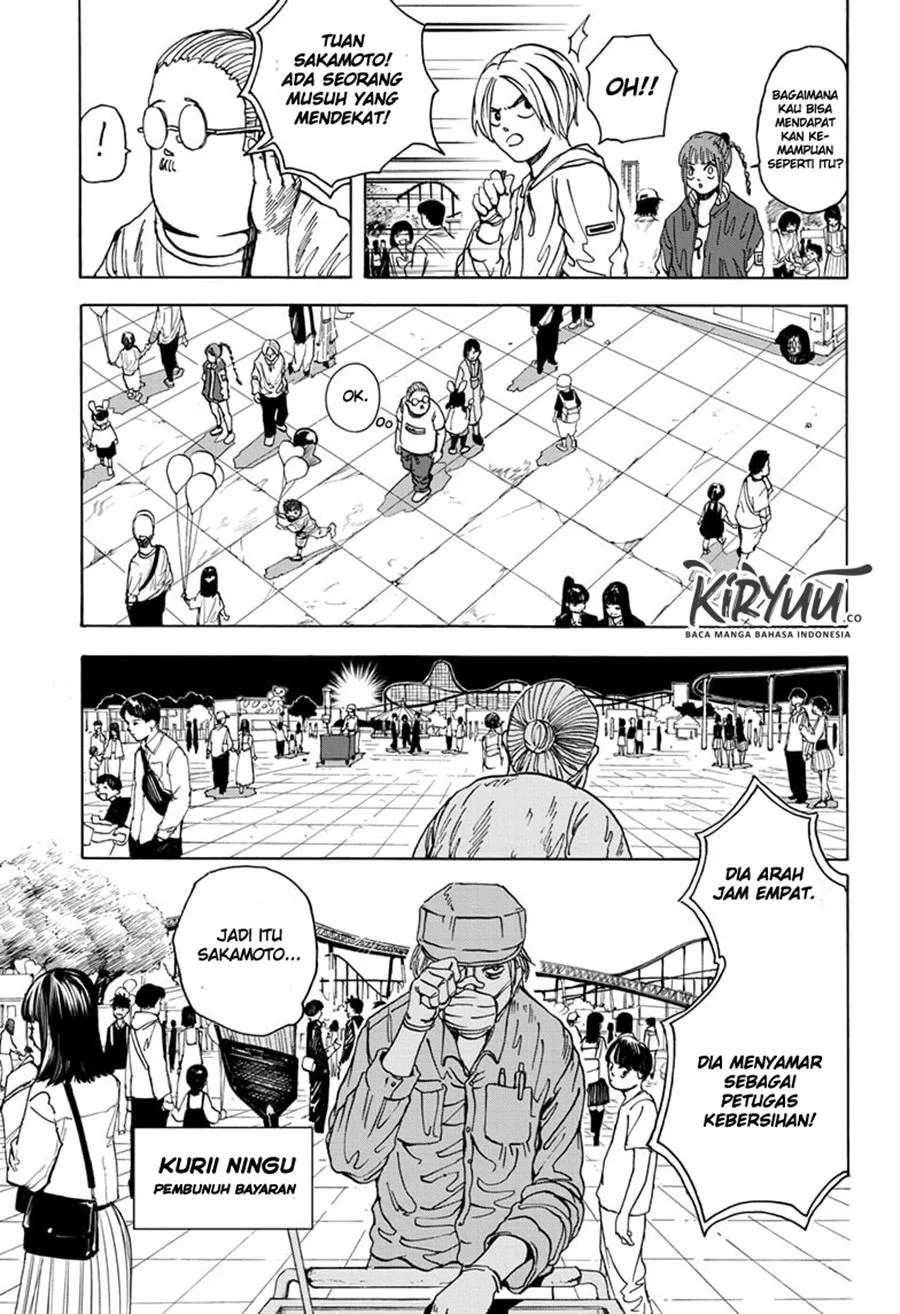 BAGAIMANA
KAU BISA
MENDAPAT
KAN KE-
MAMPUAN
SEPERTI ITU?
OH!!
TUAN
SAKAMOTO!
ADA SEORANG
MUSUH YANG
MENDEKAT!
!
OK.
KIRYUU.CO
BACA MANGA BAHASA INDONESIA
DIA ARAH
JAM EMPAT.
DIA MENYAMAR
SEBAGAI
PETUGAS
KEBERSIHAN!
JADI ITU
SAKAMOTO...
KURII NINGU
PEMBUNUH BAYARAN